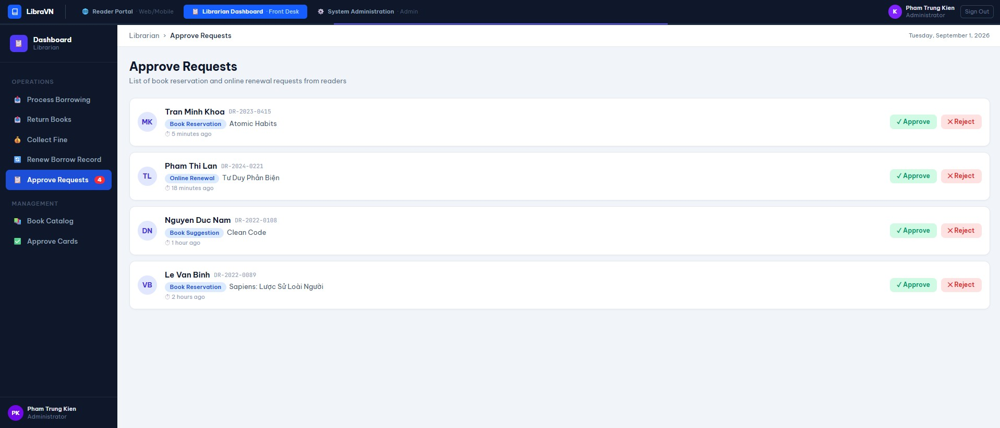 LibraVN
Reader Portal · Web/Mobile
Librarian Dashboard · Front Desk
System Administration · Admin
K
Pham Trung Kien
Administrator
Sign Out
Dashboard
Librarian
OPERATIONS
Process Borrowing
Return Books
Collect Fine
Renew Borrow Record
Approve Requests 4
MANAGEMENT
Book Catalog
Approve Cards
PK
Pham Trung Kien
Administrator
Librarian › Approve Requests
Tuesday, September 1, 2026
Approve Requests
List of book reservation and online renewal requests from readers
MK
Tran Minh Khoa DR-2023-0415
Book Reservation Atomic Habits
⏱ 5 minutes ago
✓ Approve
✕ Reject
TL
Pham Thi Lan DR-2024-0221
Online Renewal Tư Duy Phản Biện
⏱ 18 minutes ago
✓ Approve
✕ Reject
DN
Nguyen Duc Nam DR-2022-0108
Book Suggestion Clean Code
⏱ 1 hour ago
✓ Approve
✕ Reject
VB
Le Van Binh DR-2022-0089
Book Reservation Sapiens: Lược Sử Loài Người
⏱ 2 hours ago
✓ Approve
✕ Reject